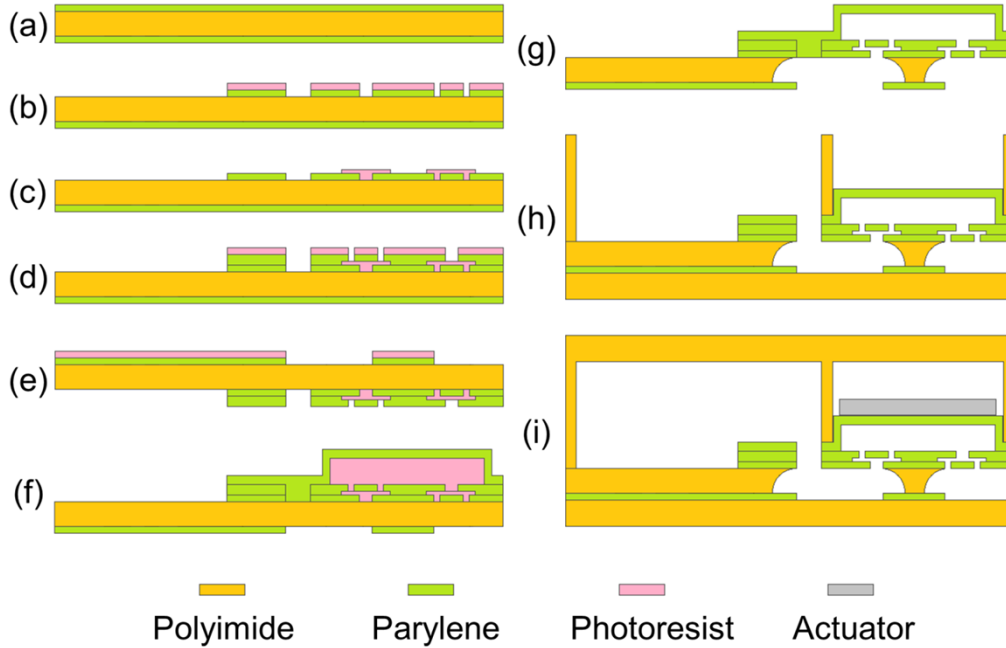 (a)
(b)
(c)
(d)
(e)
(f)
(g)
(h)
(i)
Polyimide Parylene Photoresist Actuator